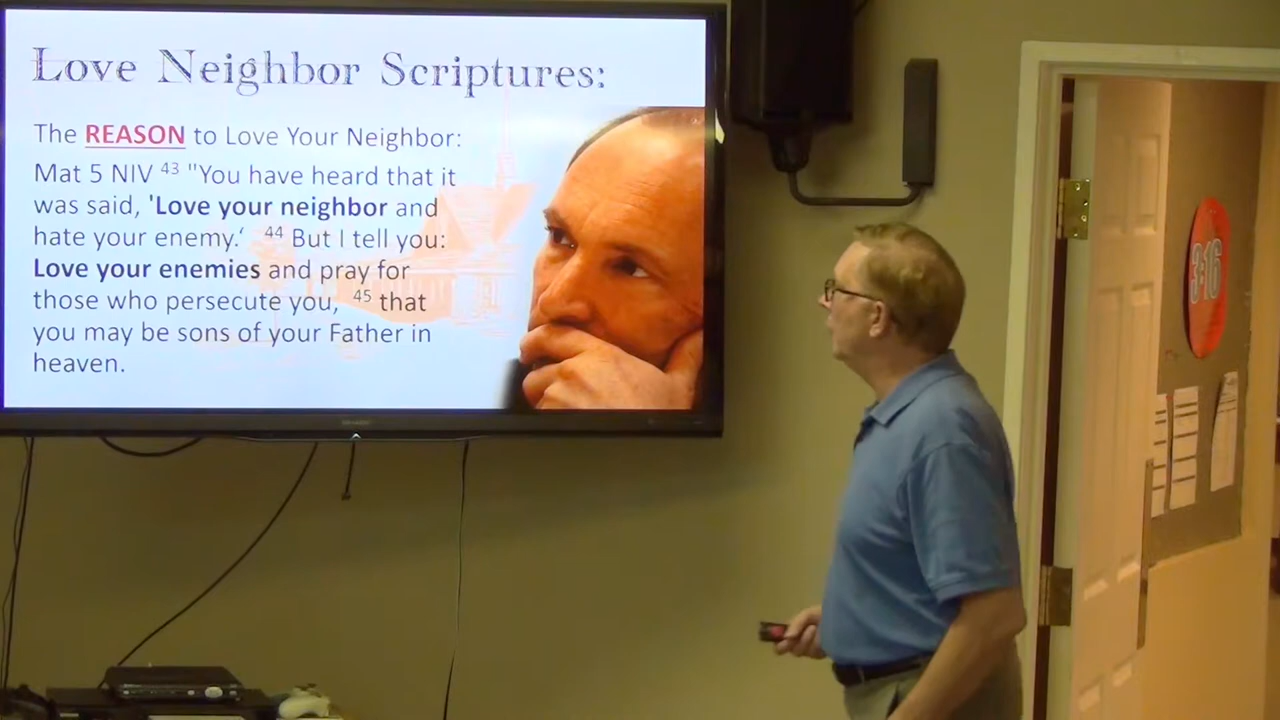 Love Neighbor Scriptures:
The REASON to Love Your Neighbor:
Mat 5 NIV 43 "You have heard that it
was said, 'Love your neighbor and
hate your enemy.‘ 44 But I tell you:
Love your enemies and pray for
those who persecute you, 45 that
you may be sons of your Father in
heaven.
3:16